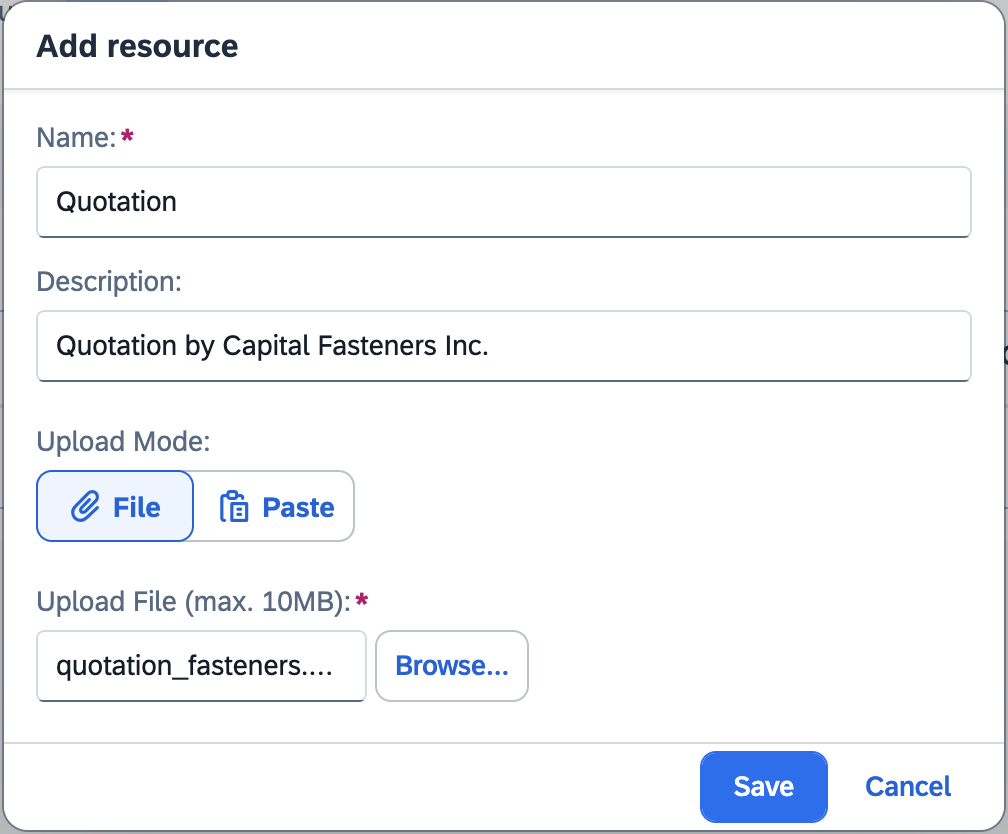 Add resource
Name:*
Quotation
Description:
Quotation by Capital Fasteners Inc.
Upload Mode:
File Paste
Upload File (max. 10MB):*
quotation_fasteners.... Browse...
Save Cancel